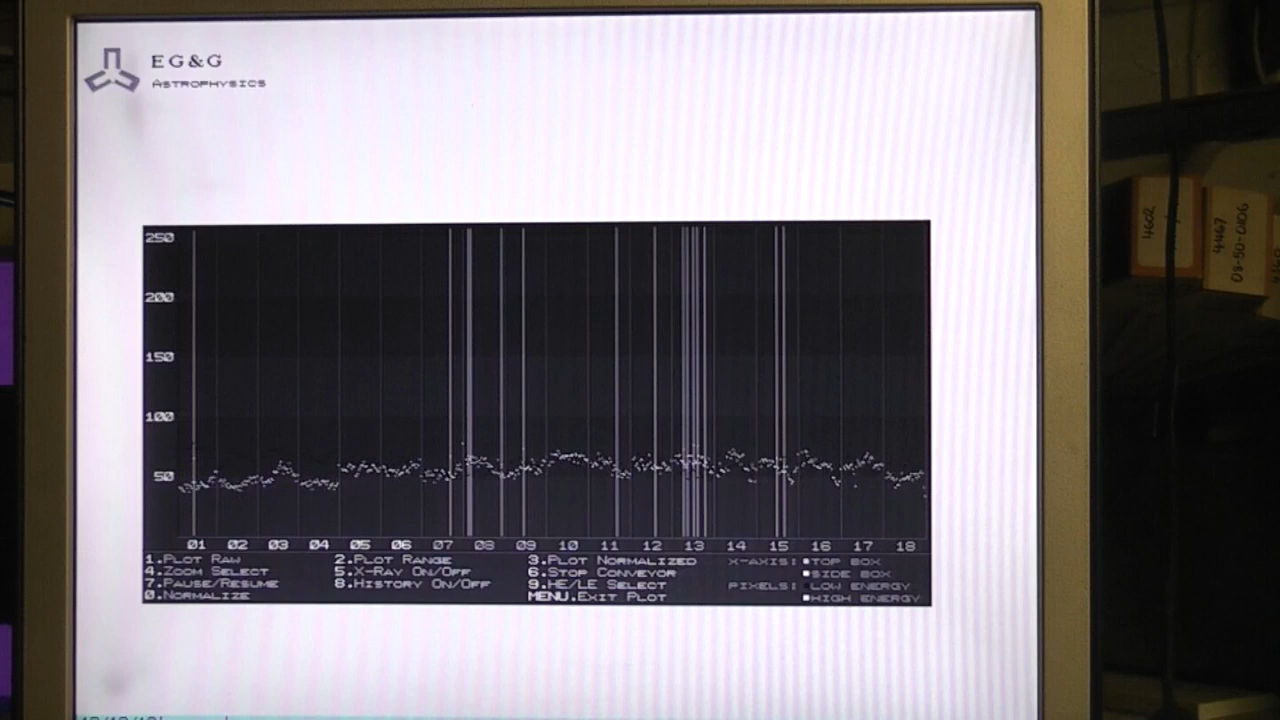 EG&G
ASTROPHYSICS
250
200
150
100
50
01 02 03 04 05 06 07 08 09 10 11 12 13 14 15 16 17 18
1.PLOT RAW 2.PLOT RANGE 3.PLOT NORMALIZED X-AXIS: TOP BOX
4.ZOOM SELECT 5.X-RAY ON/OFF 6.STOP CONVEYOR SIDE BOX
7.PAUSE/RESUME 8.HISTORY ON/OFF 9.HE/LE SELECT PIXELS: LOW ENERGY
0.NORMALIZE MENU.EXIT PLOT HIGH ENERGY
4602
4467
08-50-0106